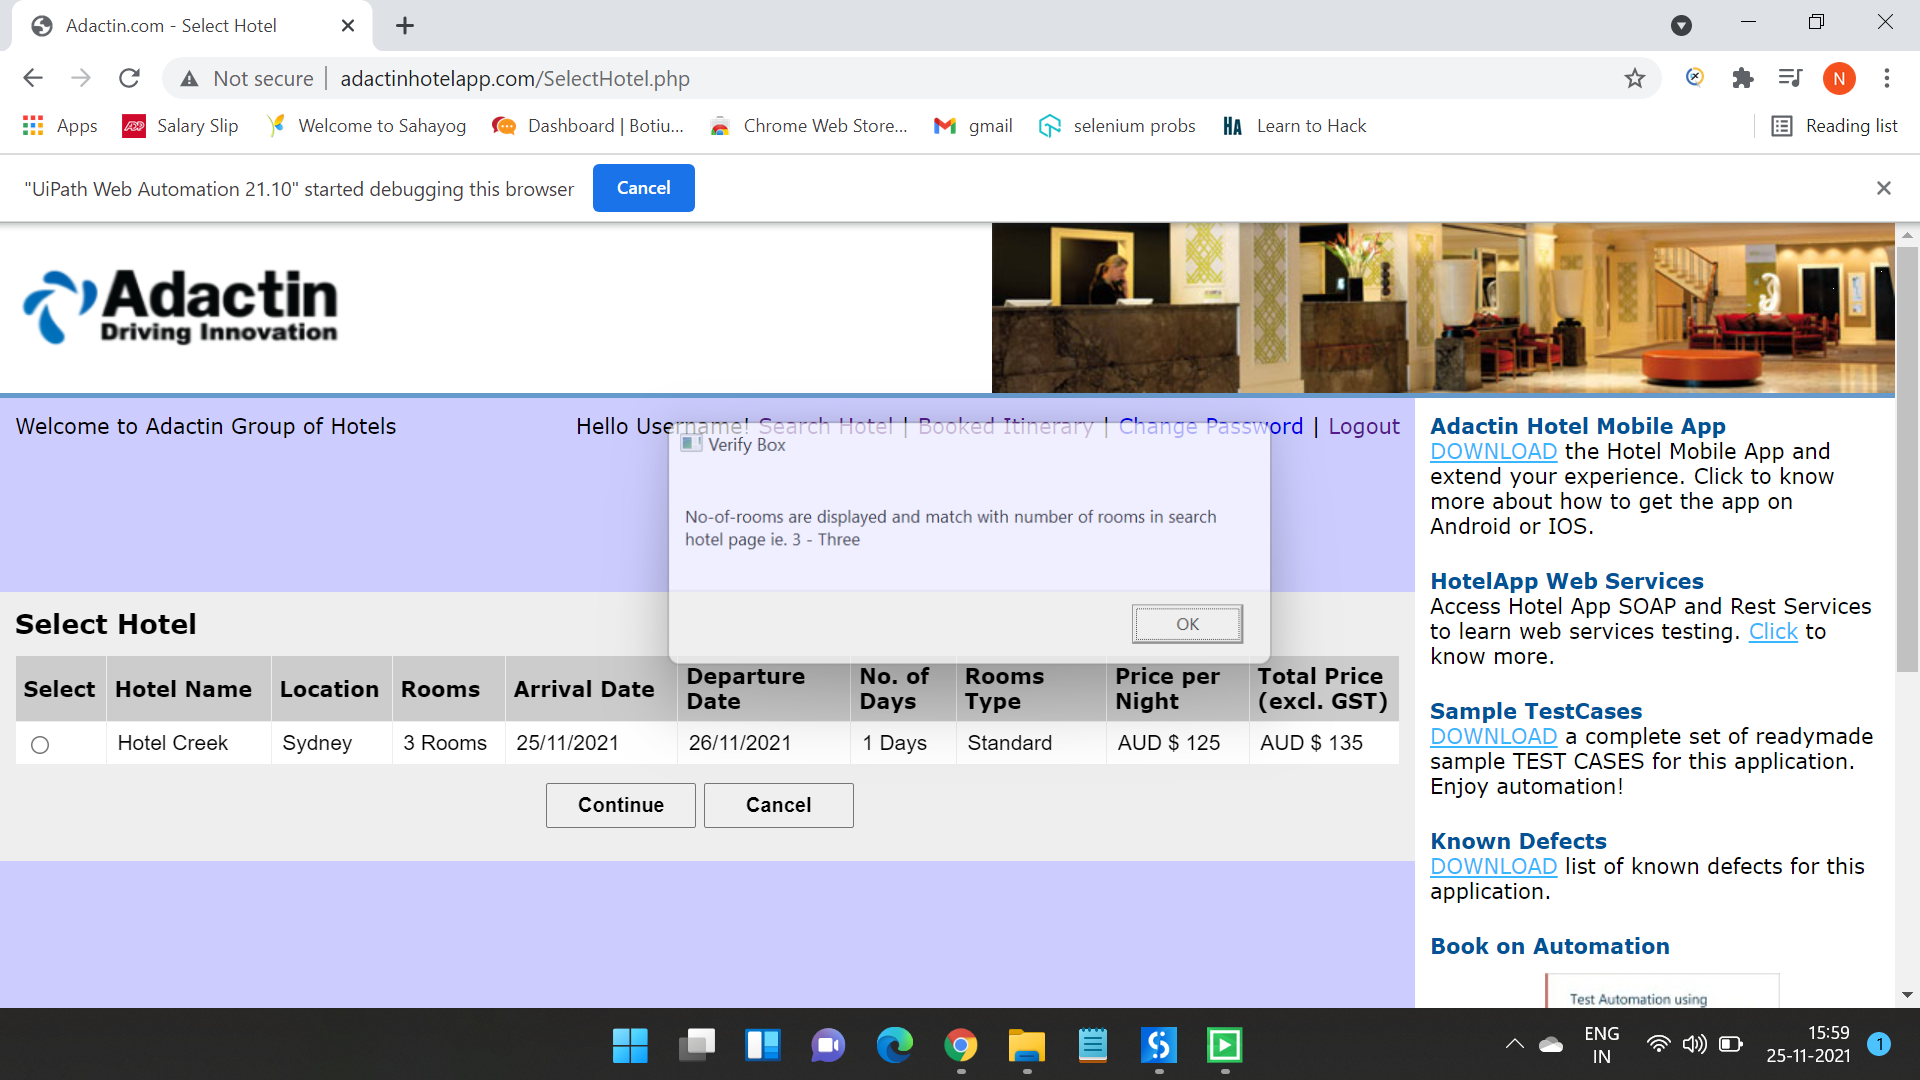 Adactin.com - Select Hotel
Not secure | adactinhotelapp.com/SelectHotel.php
N
Apps
ADP
Salary Slip
Welcome to Sahayog
Dashboard | Botiu...
Chrome Web Store...
gmail
selenium probs
HA
Learn to Hack
Reading list
"UiPath Web Automation 21.10" started debugging this browser
Cancel
Adactin
Driving Innovation
Welcome to Adactin Group of Hotels
Hello Username! Search Hotel | Booked Itinerary | Change Password | Logout
Verify Box
No-of-rooms are displayed and match with number of rooms in search
hotel page ie. 3 - Three
OK
Select Hotel
Select Hotel Name Location Rooms Arrival Date Departure Date No. of Days Rooms Type Price per Night Total Price (excl. GST)
Hotel Creek Sydney 3 Rooms 25/11/2021 26/11/2021 1 Days Standard AUD $ 125 AUD $ 135
Continue Cancel
Adactin Hotel Mobile App
DOWNLOAD the Hotel Mobile App and
extend your experience. Click to know
more about how to get the app on
Android or IOS.
HotelApp Web Services
Access Hotel App SOAP and Rest Services
to learn web services testing. Click to
know more.
Sample TestCases
DOWNLOAD a complete set of readymade
sample TEST CASES for this application.
Enjoy automation!
Known Defects
DOWNLOAD list of known defects for this
application.
Book on Automation
Test Automation using
ENG
IN
15:59
25-11-2021
1